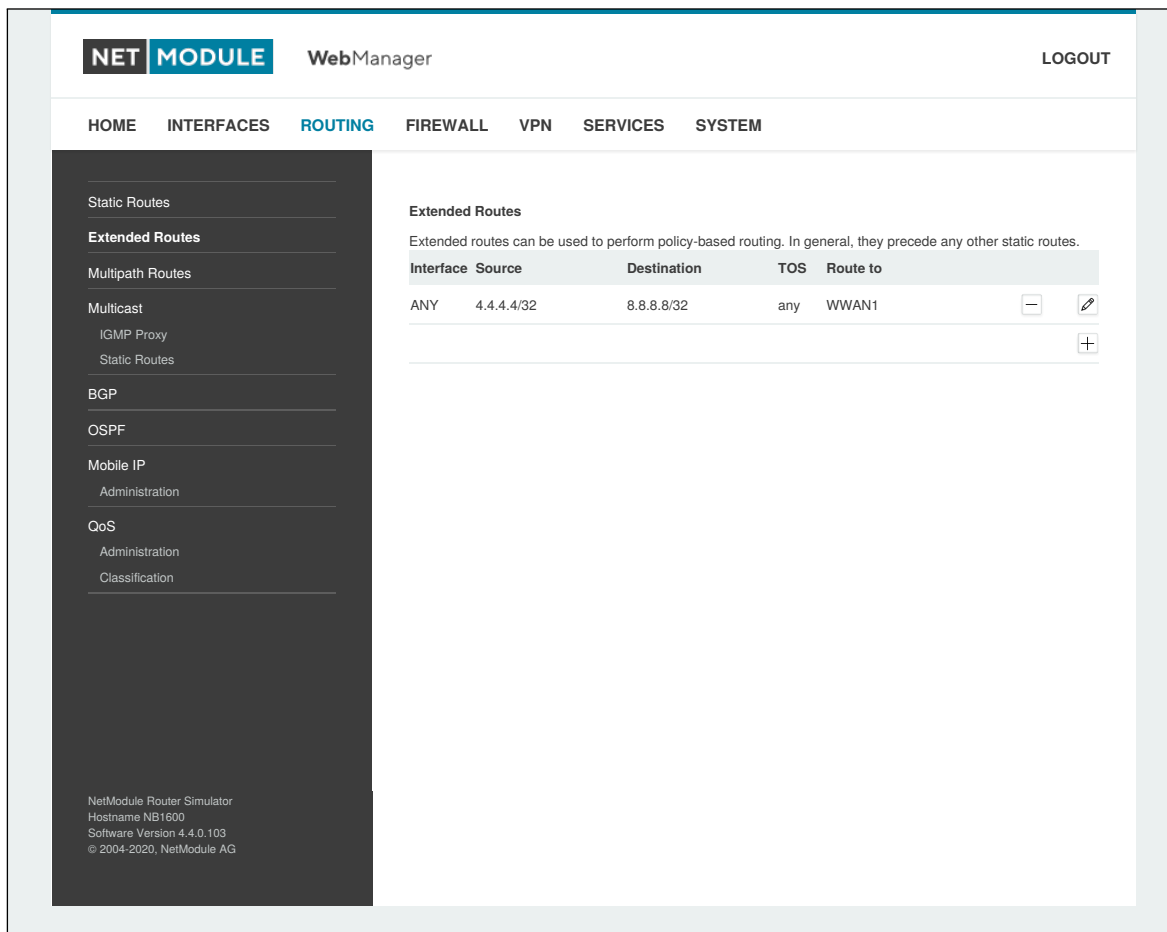 NET MODULE WebManager LOGOUT
HOME INTERFACES ROUTING FIREWALL VPN SERVICES SYSTEM
Static Routes
Extended Routes
Multipath Routes
Multicast
IGMP Proxy
Static Routes
BGP
OSPF
Mobile IP
Administration
QoS
Administration
Classification
NetModule Router Simulator
Hostname NB1600
Software Version 4.4.0.103
© 2004-2020, NetModule AG
Extended Routes
Extended routes can be used to perform policy-based routing. In general, they precede any other static routes.
Interface Source Destination TOS Route to
ANY 4.4.4.4/32 8.8.8.8/32 any WWAN1